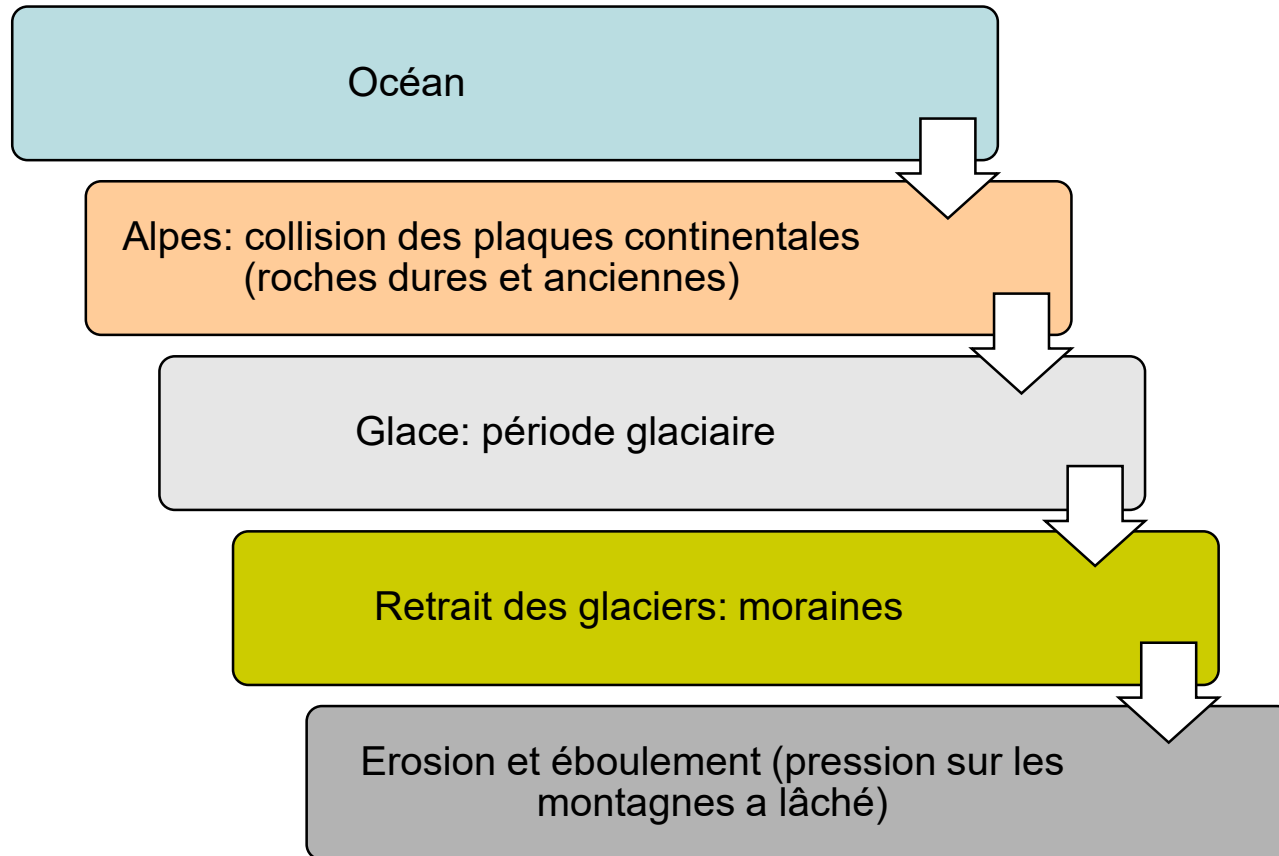 Océan
Alpes: collision des plaques continentales
(roches dures et anciennes)
Glace: période glaciaire
Retrait des glaciers: moraines
Erosion et éboulement (pression sur les
montagnes a lâché)